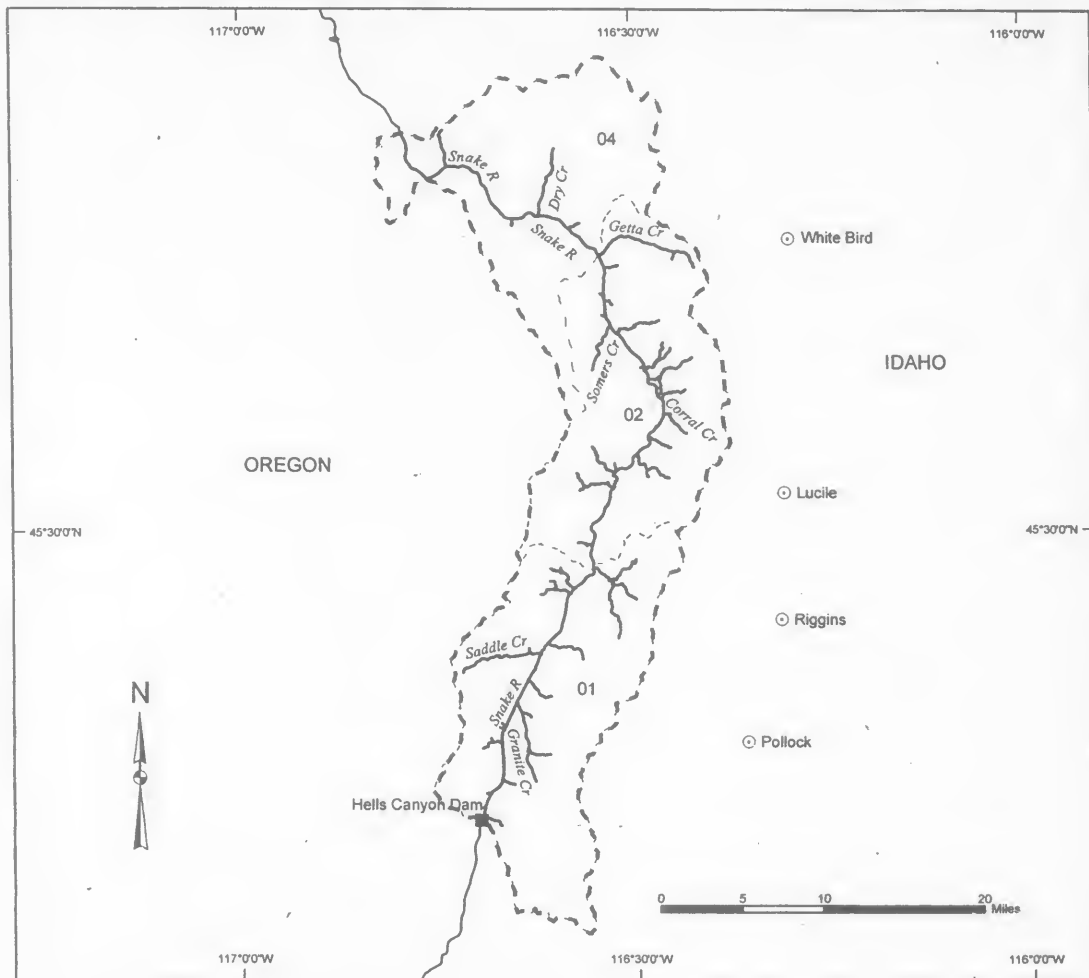 117°0'0"W
116°30'0"W
116°0'0"W
04
Snake R
Dry Cr
Getta Cr
White Bird
Snake R
Somers Cr
IDAHO
02
Corral Cr
OREGON
Lucile
45°30'0"N
45°30'0"N
Riggins
Saddle Cr
01
N
Snake R
Granite Cr
Pollock
Hells Canyon Dam
0 5 10 20
Miles
117°0'0"W
116°30'0"W
116°0'0"W